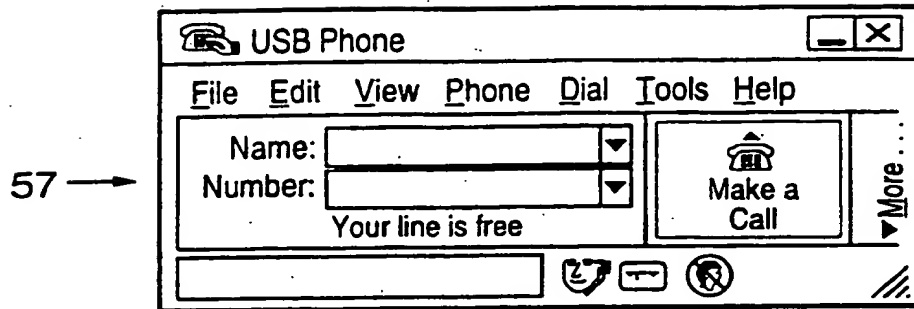 USB Phone
File Edit View Phone Dial Tools Help
Name:
Number:
Your line is free
Make a
Call
More...
57